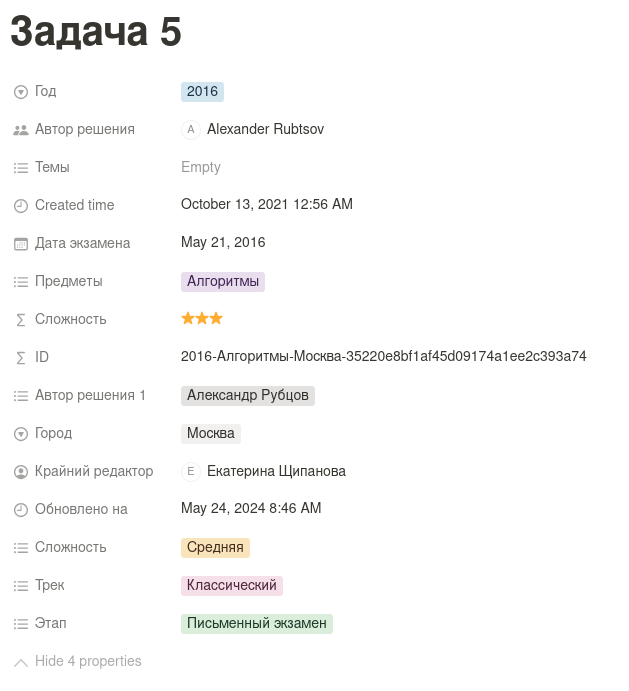 Задача 5
Год 2016
Автор решения A Alexander Rubtsov
Темы Empty
Created time October 13, 2021 12:56 AM
Дата экзамена May 21, 2016
Предметы Алгоритмы
Сложность ⭐⭐⭐
ID 2016-Алгоритмы-Москва-35220e8bf1af45d09174a1ee2c393a74
Автор решения 1 Александр Рубцов
Город Москва
Крайний редактор E Екатерина Щипанова
Обновлено на May 24, 2024 8:46 AM
Сложность Средняя
Трек Классический
Этап Письменный экзамен
Hide 4 properties